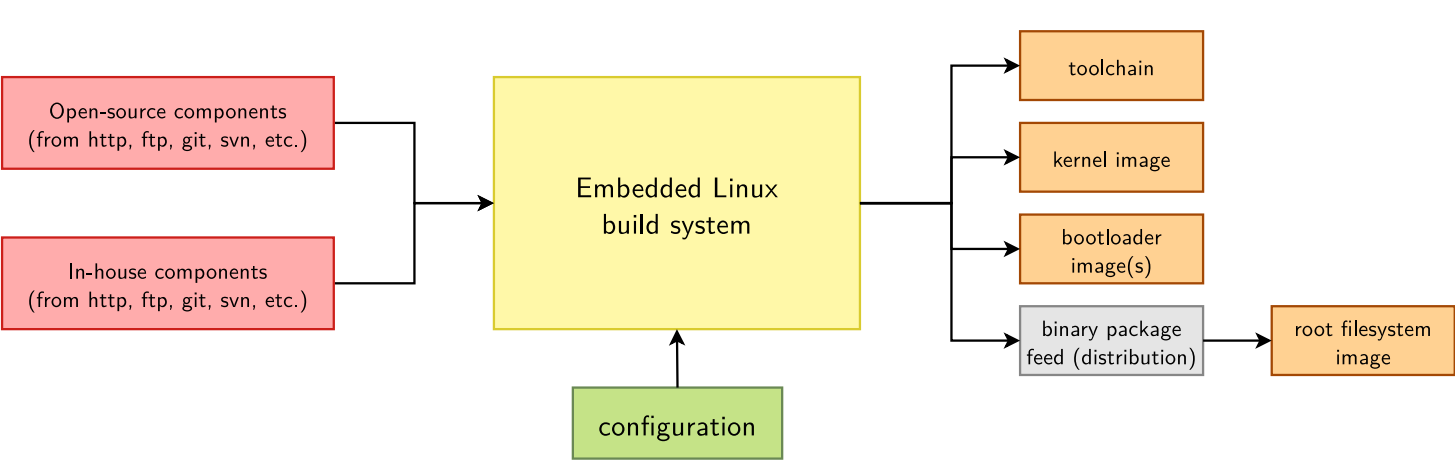 Open-source components
(from http, ftp, git, svn, etc.)
In-house components
(from http, ftp, git, svn, etc.)
Embedded Linux
build system
configuration
toolchain
kernel image
bootloader
image(s)
binary package
feed (distribution)
root filesystem
image